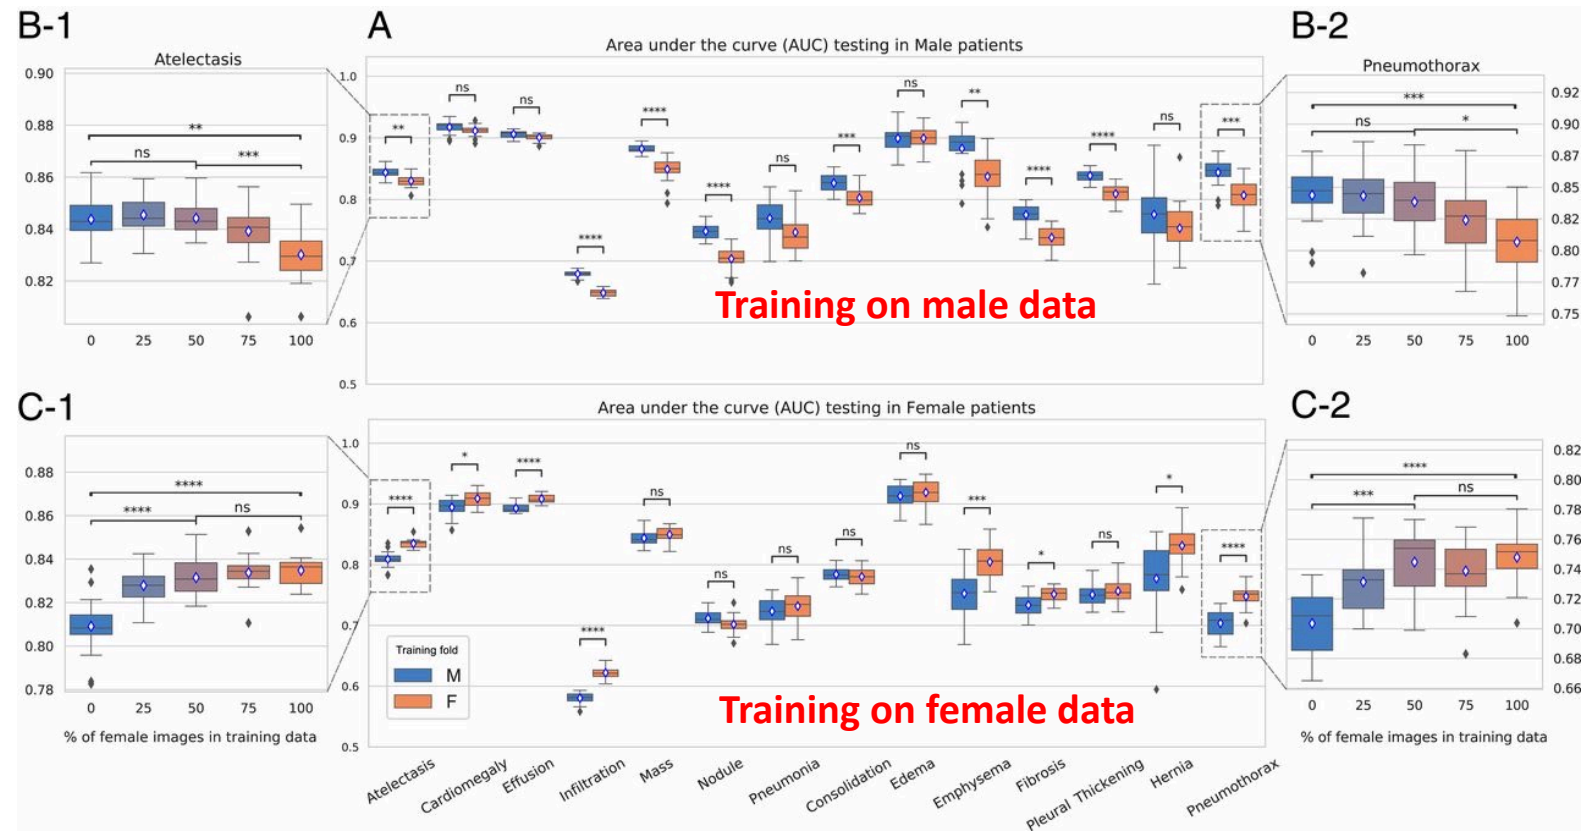 B-1
A
B-2
Area under the curve (AUC) testing in Male patients
Atelectasis
Pneumothorax
0.90
0.88
0.86
0.84
0.82
** 
ns
***
0
25
50
75
100
1.0
0.9
0.8
0.7
0.6
0.5
**
ns
ns
****
****
****
ns
***
ns
**
****
****
ns
***
Training on male data
***
ns
*
0.92
0.90
0.87
0.85
0.82
0.80
0.77
0.75
0
25
50
75
100
C-1
C-2
Area under the curve (AUC) testing in Female patients
0.88
0.86
0.84
0.82
0.80
0.78
****
****
ns
0
25
50
75
100
% of female images in training data
1.0
0.9
0.8
0.7
0.6
0.5
****
*
****
****
ns
ns
ns
ns
ns
***
*
ns
*
****
Training fold
M
F
Training on female data
Atelectasis
Cardiomegaly
Effusion
Infiltration
Mass
Nodule
Pneumonia
Consolidation
Edema
Emphysema
Fibrosis
Pleural Thickening
Hernia
Pneumothorax
****
***
ns
0.82
0.80
0.78
0.76
0.74
0.72
0.70
0.68
0.66
0
25
50
75
100
% of female images in training data